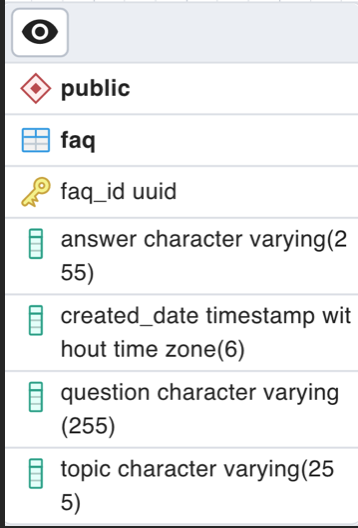 public
faq
faq_id uuid
answer character varying(2
55)
created_date timestamp wit
hout time zone(6)
question character varying
(255)
topic character varying(25
5)